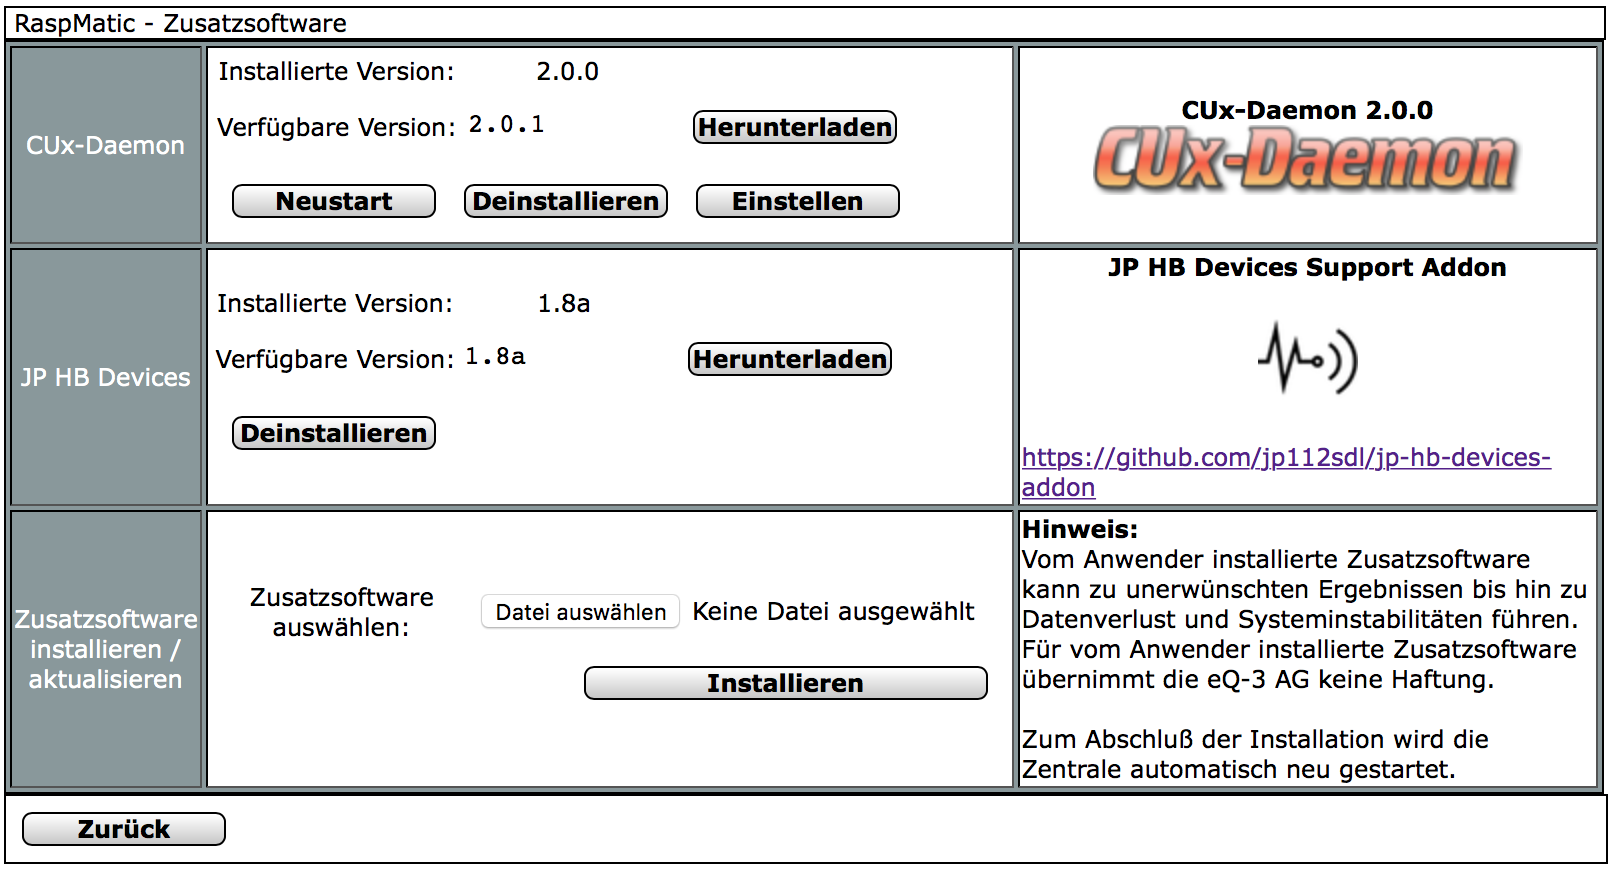 RaspMatic - Zusatzsoftware
CUx-Daemon
Installierte Version: 2.0.0
Verfügbare Version: 2.0.1 Herunterladen
Neustart Deinstallieren Einstellen
CUx-Daemon 2.0.0
CUx-Daemon
JP HB Devices
Installierte Version: 1.8a
Verfügbare Version: 1.8a Herunterladen
Deinstallieren
JP HB Devices Support Addon
https://github.com/jp112sdl/jp-hb-devices-
addon
Zusatzsoftware
installieren /
aktualisieren
Zusatzsoftware
auswählen:
Datei auswählen Keine Datei ausgewählt
Installieren
Hinweis:
Vom Anwender installierte Zusatzsoftware
kann zu unerwünschten Ergebnissen bis hin zu
Datenverlust und Systeminstabilitäten führen.
Für vom Anwender installierte Zusatzsoftware
übernimmt die eQ-3 AG keine Haftung.
Zum Abschluß der Installation wird die
Zentrale automatisch neu gestartet.
Zurück